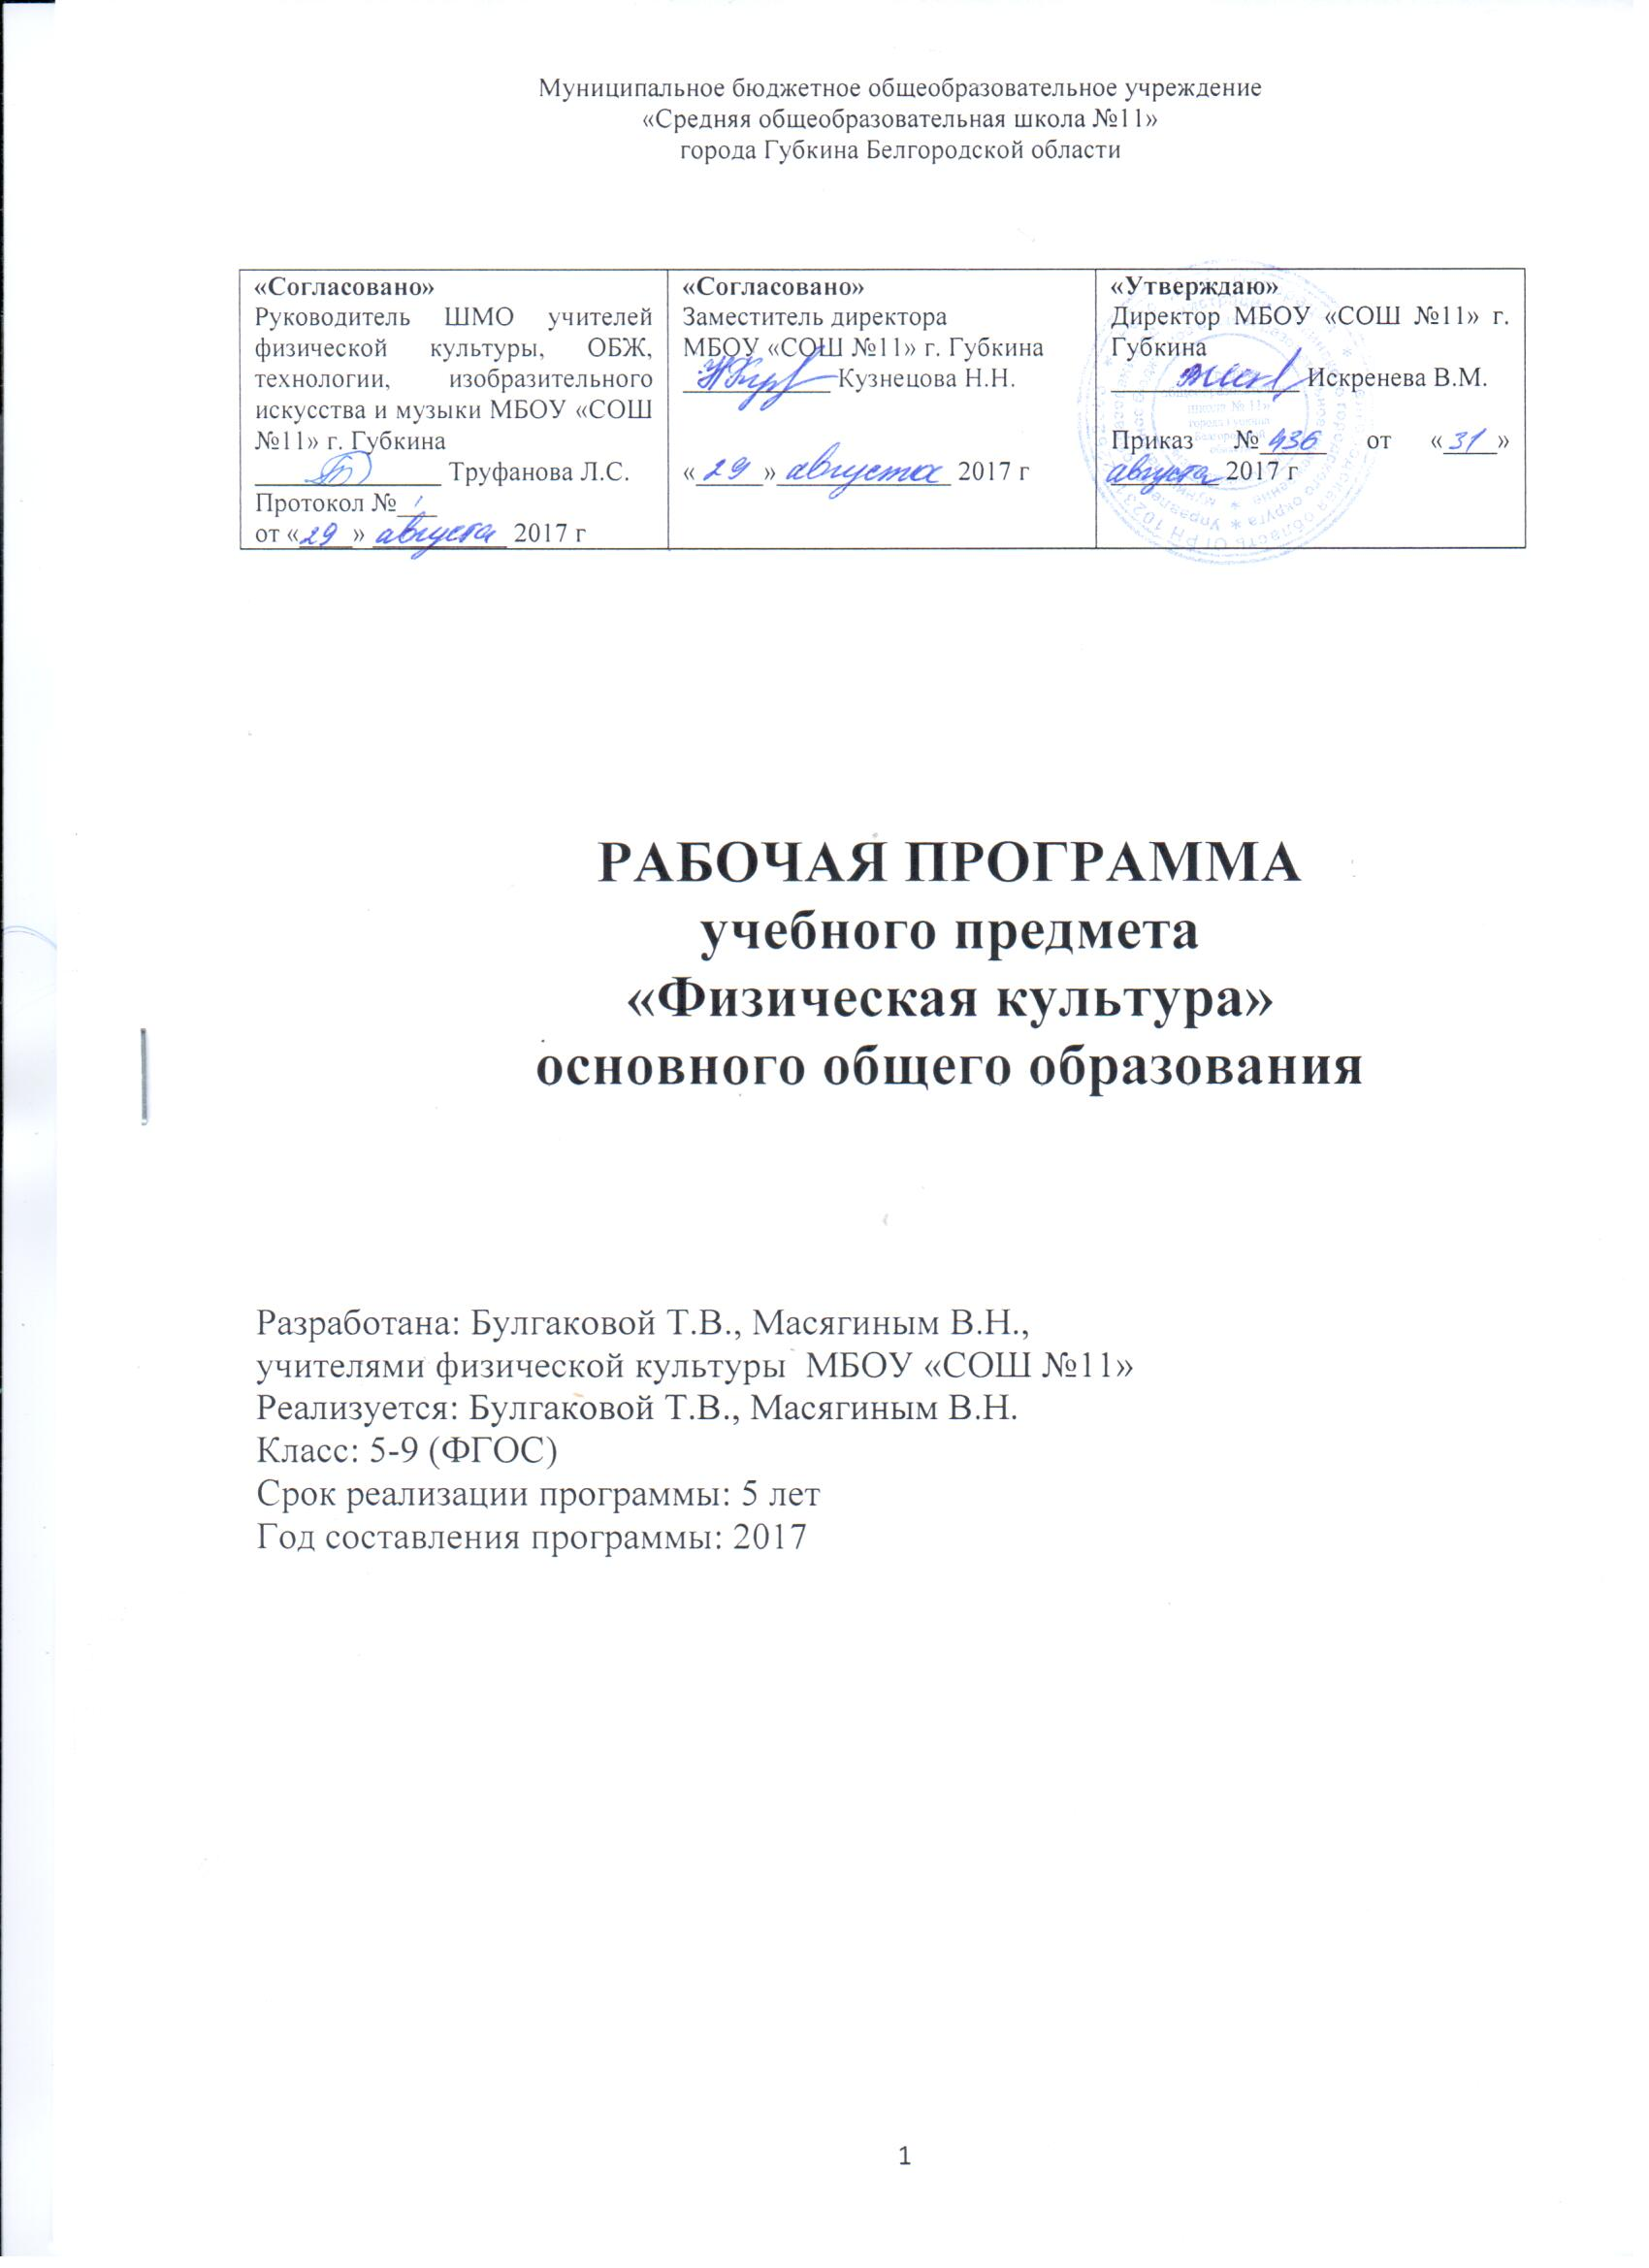 Муниципальное бюджетное общеобразовательное учреждение
«Средняя общеобразовательная школа №11»
города Губкина Белгородской области
«Согласовано»
Руководитель ШМО учителей
физической культуры, ОБЖ,
технологии, изобразительного
искусства и музыки МБОУ «СОШ
№11» г. Губкина
Труфанова Л.С.
Протокол №
от «29» августа 2017 г
«Согласовано»
Заместитель директора
МБОУ «СОШ №11» г. Губкина
Кузнецова Н.Н.
«29» августа 2017 г
«Утверждаю»
Директор МБОУ «СОШ №11» г.
Губкина
Искренева В.М.
Приказ № 436 от «31»
августа 2017 г
РАБОЧАЯ ПРОГРАММА
учебного предмета
«Физическая культура»
основного общего образования
Разработана: Булгаковой Т.В., Масягиным В.Н.,
учителями физической культуры МБОУ «СОШ №11»
Реализуется: Булгаковой Т.В., Масягиным В.Н.
Класс: 5-9 (ФГОС)
Срок реализации программы: 5 лет
Год составления программы: 2017
1